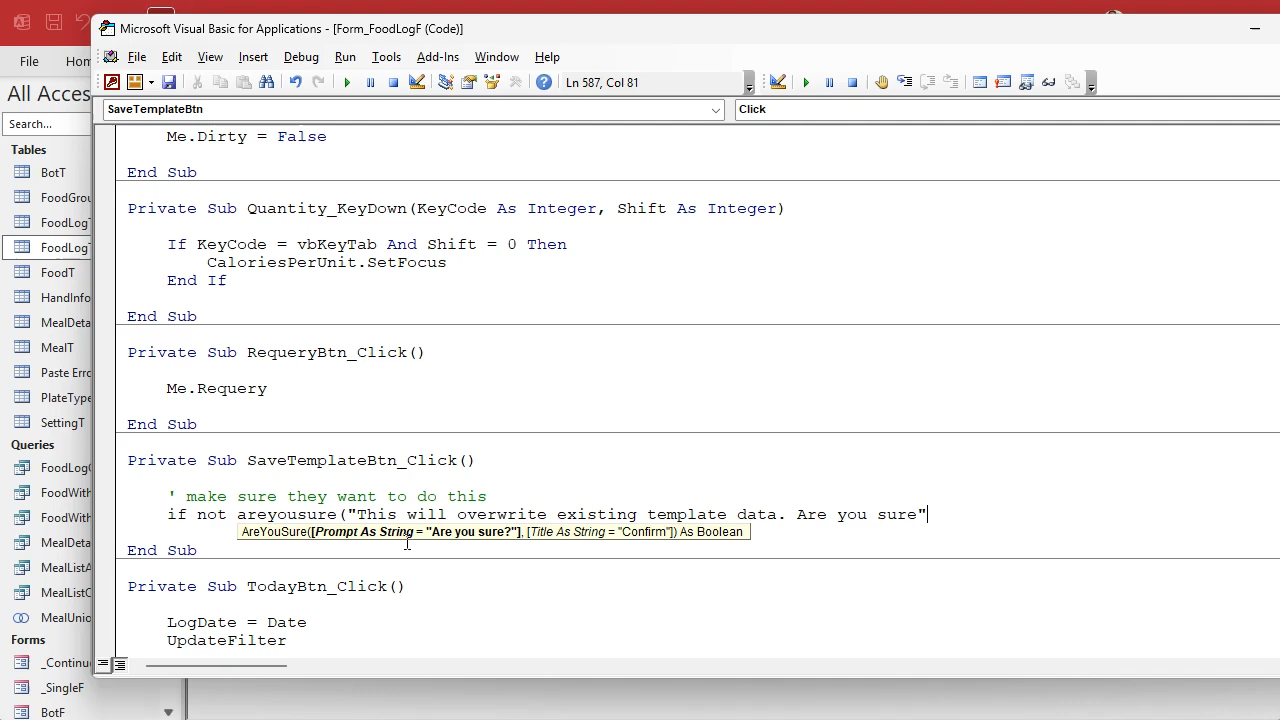 Microsoft Visual Basic for Applications - [Form_FoodLogF (Code)]
File
Hom
File Edit View Insert Debug Run Tools Add-Ins Window Help
Ln 587, Col 81
All Acces
Search...
SaveTemplateBtn
Click
Tables
BotT
FoodGrou
FoodLogT
FoodLogT
FoodT
HandInfo
MealDeta
MealT
Paste Erro
PlateType
SettingT
Queries
FoodLogQ
FoodWith
FoodWith
MealDeta
MealListA
MealListC
MealUnio
Forms
_Continuo
_SingleF
BotF
Me.Dirty = False
End Sub
Private Sub Quantity_KeyDown(KeyCode As Integer, Shift As Integer)
If KeyCode = vbKeyTab And Shift = 0 Then
CaloriesPerUnit.SetFocus
End If
End Sub
Private Sub RequeryBtn_Click()
Me.Requery
End Sub
Private Sub SaveTemplateBtn_Click()
' make sure they want to do this
if not areyousure("This will overwrite existing template data. Are you sure"
AreYouSure([Prompt As String = "Are you sure?"], [Title As String = "Confirm"]) As Boolean
End Sub
Private Sub TodayBtn_Click()
LogDate = Date
UpdateFilter